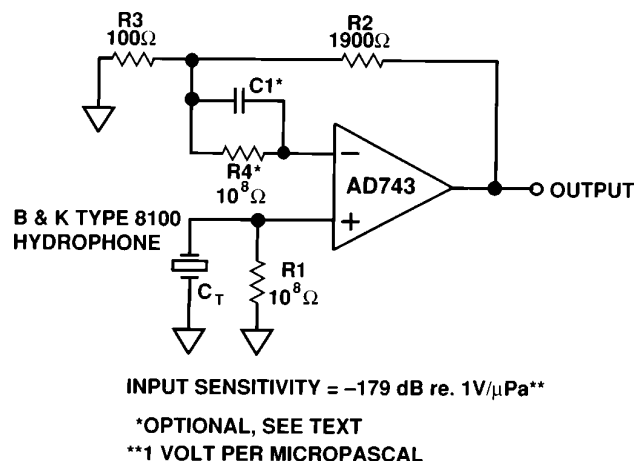 R3
100Ω
R2
1900Ω
C1*
R4*
10⁸Ω
−
AD743
+
OUTPUT
B & K TYPE 8100
HYDROPHONE
R1
10⁸Ω
C_T
INPUT SENSITIVITY = –179 dB re. 1V/μPa**
*OPTIONAL, SEE TEXT
**1 VOLT PER MICROPASCAL